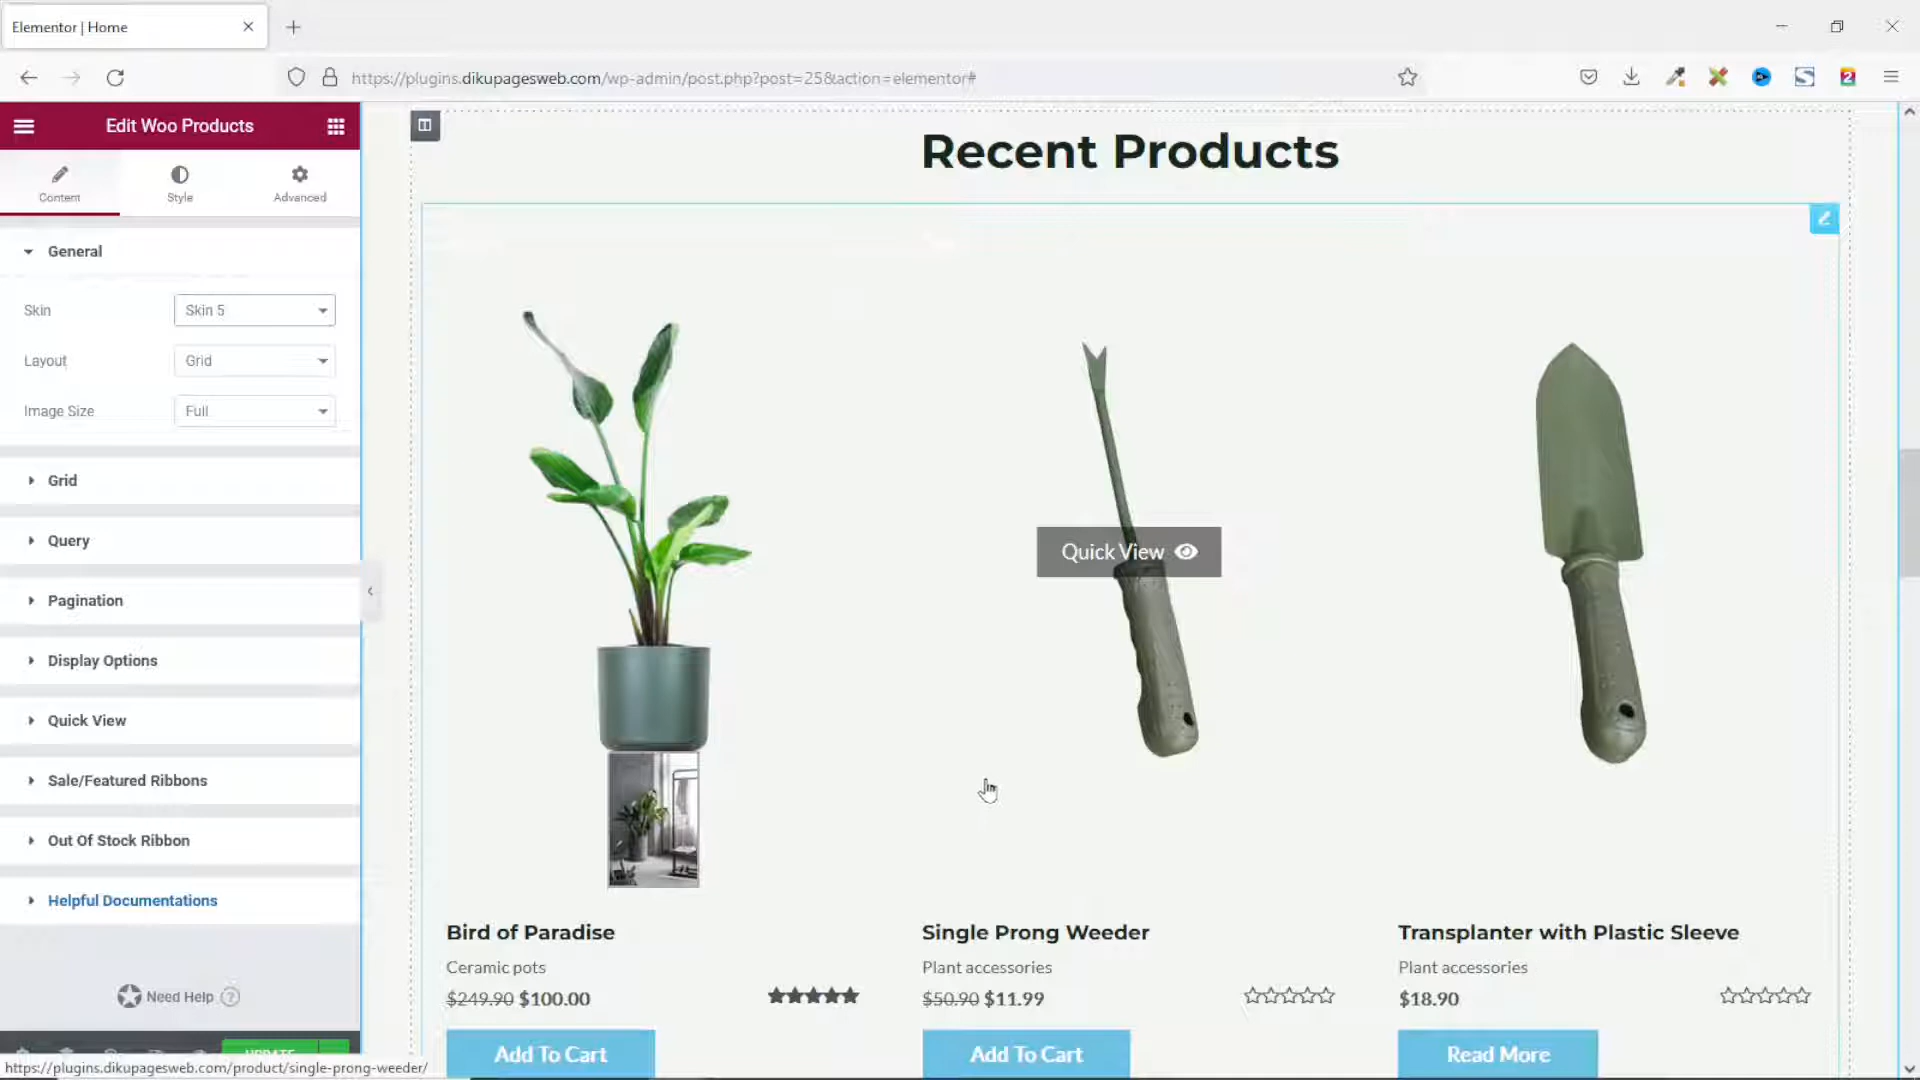 Elementor | Home
https://plugins.dikupagesweb.com/wp-admin/post.php?post=25&action=elementor#
2
Edit Woo Products
Content
Style
Advanced
General
Skin
Skin 5
Layout
Grid
Image Size
Full
Grid
Query
Pagination
Display Options
Quick View
Sale/Featured Ribbons
Out Of Stock Ribbon
Helpful Documentations
Need Help ?
UPDATE
https://plugins.dikupagesweb.com/product/single-prong-weeder/
Recent Products
Quick View
Bird of Paradise
Ceramic pots
$249.90 $100.00
Add To Cart
Single Prong Weeder
Plant accessories
$50.90 $11.99
Add To Cart
Transplanter with Plastic Sleeve
Plant accessories
$18.90
Read More